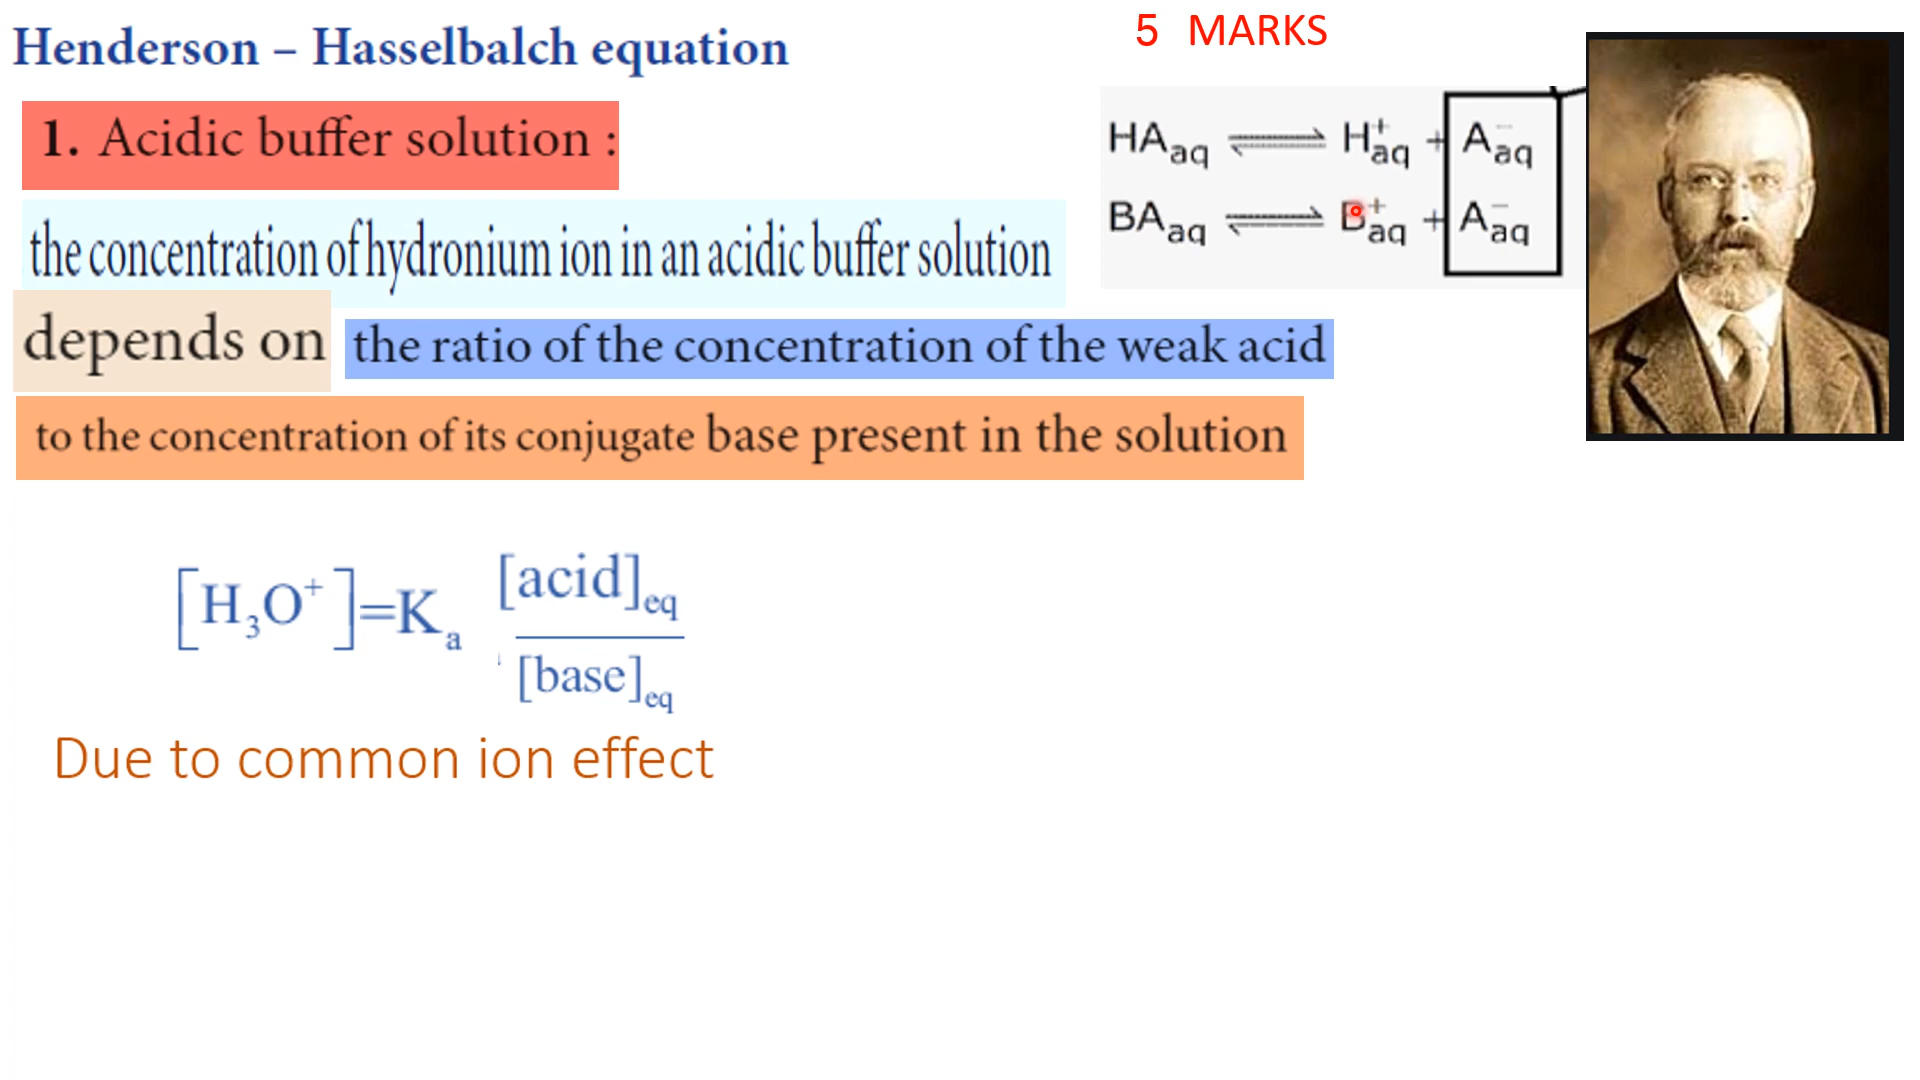 Henderson – Hasselbalch equation
5 MARKS
1. Acidic buffer solution :
HAaq ⇌ H⁺aq + A⁻aq
BAaq ⇌ B⁺aq + A⁻aq
the concentration of hydronium ion in an acidic buffer solution
depends on the ratio of the concentration of the weak acid
to the concentration of its conjugate base present in the solution
[H₃O⁺]=Kₐ [acid]eq
[base]eq
Due to common ion effect